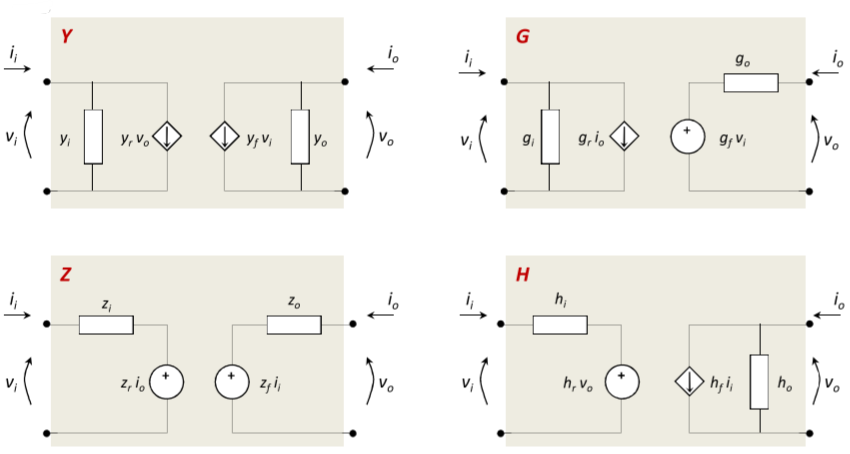 Y
i_i
i_o
v_i
y_i
y_r v_o
y_f v_i
y_o
v_o
G
i_i
g_o
i_o
v_i
g_i
g_r i_o
+
g_f v_i
v_o
Z
i_i
z_i
z_o
i_o
v_i
z_r i_o
+
+
z_f i_i
v_o
H
i_i
h_i
i_o
v_i
h_r v_o
+
h_f i_i
h_o
v_o